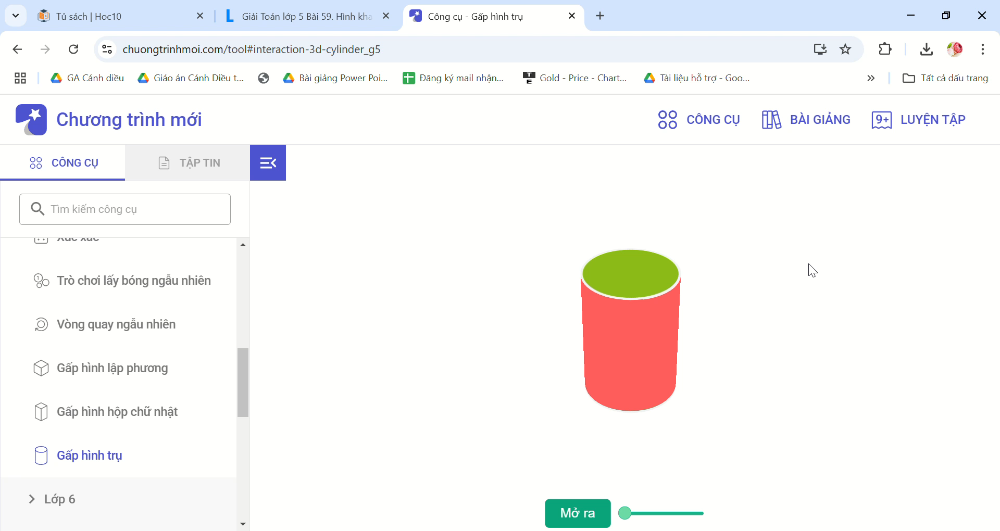 Tủ sách | Hoc10
Giải Toán lớp 5 Bài 59. Hình kha
Công cụ - Gấp hình trụ
chuongtrinhmoi.com/tool#interaction-3d-cylinder_g5
GA Cánh diều
Giáo án Cánh Diều t...
Bài giảng Power Poi...
Đăng ký mail nhận...
Gold - Price - Chart...
Tài liệu hỗ trợ - Goo...
Tất cả dấu trang
Chương trình mới
CÔNG CỤ
BÀI GIẢNG
9+ LUYỆN TẬP
CÔNG CỤ
TẬP TIN
Tìm kiếm công cụ
Xúc xắc
Trò chơi lấy bóng ngẫu nhiên
Vòng quay ngẫu nhiên
Gấp hình lập phương
Gấp hình hộp chữ nhật
Gấp hình trụ
Lớp 6
Mở ra